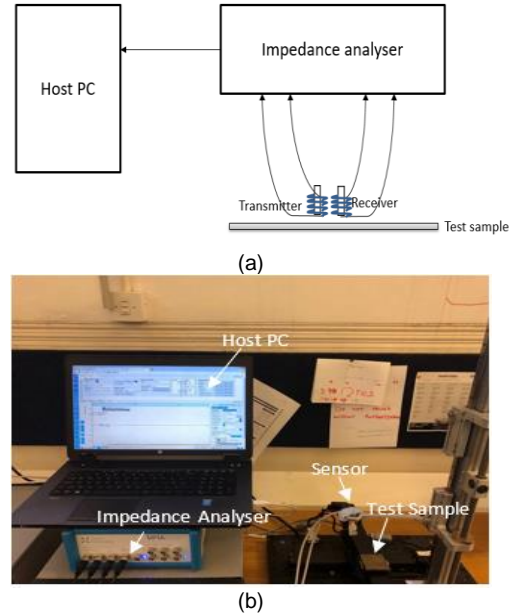 Host PC
Impedance analyser
Transmitter
Receiver
Test sample
(a)
Host PC
Sensor
Impedance Analyser
Test Sample
(b)